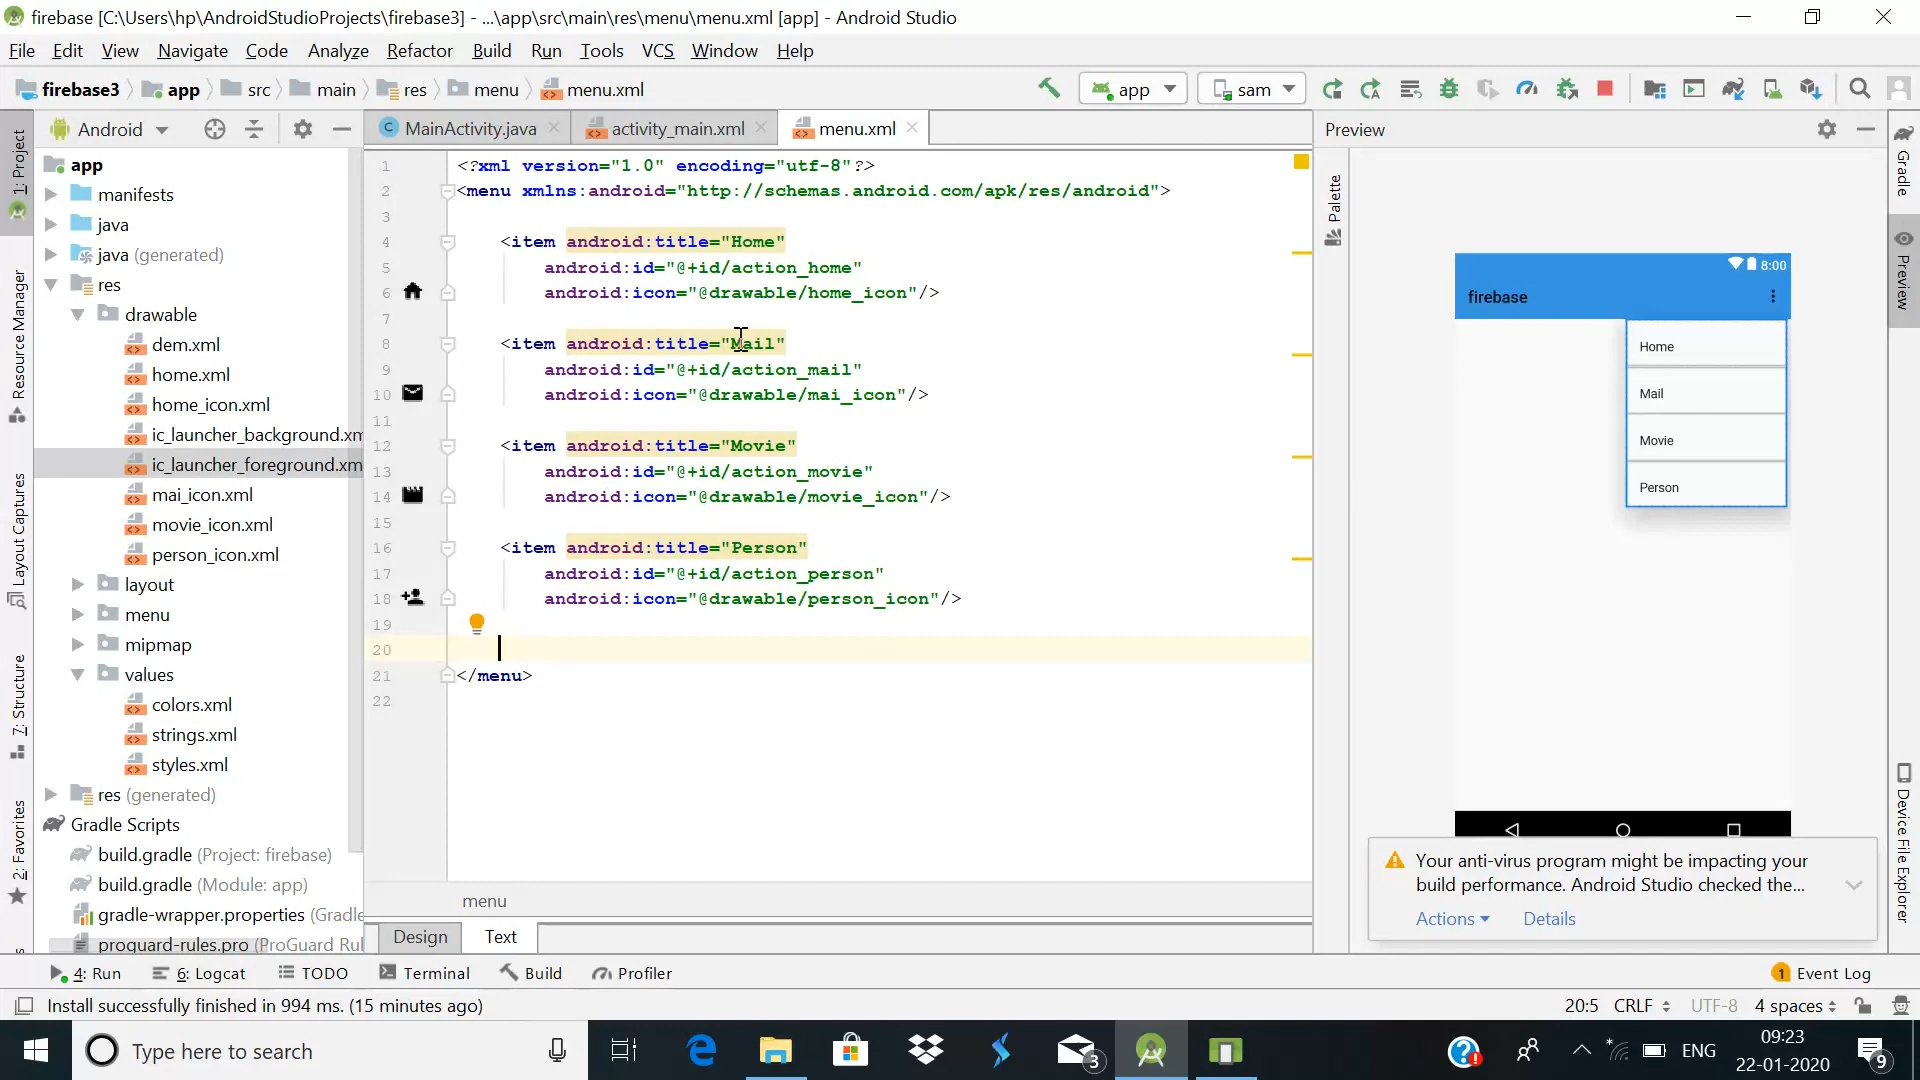 firebase [C:\Users\hp\AndroidStudioProjects\firebase3] - ...\app\src\main\res\menu\menu.xml [app] - Android Studio
File Edit View Navigate Code Analyze Refactor Build Run Tools VCS Window Help
firebase3 app src main res menu menu.xml
app sam
Android
MainActivity.java activity_main.xml menu.xml
Preview
1: Project
Resource Manager
Layout Captures
7: Structure
2: Favorites
app
manifests
java
java (generated)
res
drawable
dem.xml
home.xml
home_icon.xml
ic_launcher_background.xm
ic_launcher_foreground.xm
mai_icon.xml
movie_icon.xml
person_icon.xml
layout
menu
mipmap
values
colors.xml
strings.xml
styles.xml
res (generated)
Gradle Scripts
build.gradle (Project: firebase)
build.gradle (Module: app)
gradle-wrapper.properties (Gradle
proguard-rules.pro (ProGuard Rul
1 <?xml version="1.0" encoding="utf-8"?>
2 <menu xmlns:android="http://schemas.android.com/apk/res/android">
3
4 <item android:title="Home"
5 android:id="@+id/action_home"
6 android:icon="@drawable/home_icon"/>
7
8 <item android:title="Mail"
9 android:id="@+id/action_mail"
10 android:icon="@drawable/mai_icon"/>
11
12 <item android:title="Movie"
13 android:id="@+id/action_movie"
14 android:icon="@drawable/movie_icon"/>
15
16 <item android:title="Person"
17 android:id="@+id/action_person"
18 android:icon="@drawable/person_icon"/>
19
20
21 </menu>
22
menu
Design Text
Palette
8:00
firebase
Home
Mail
Movie
Person
Gradle
Preview
Device File Explorer
Your anti-virus program might be impacting your
build performance. Android Studio checked the...
Actions Details
4: Run 6: Logcat TODO Terminal Build Profiler
1 Event Log
Install successfully finished in 994 ms. (15 minutes ago)
20:5 CRLF UTF-8 4 spaces
Type here to search
3
ENG
09:23
22-01-2020
9